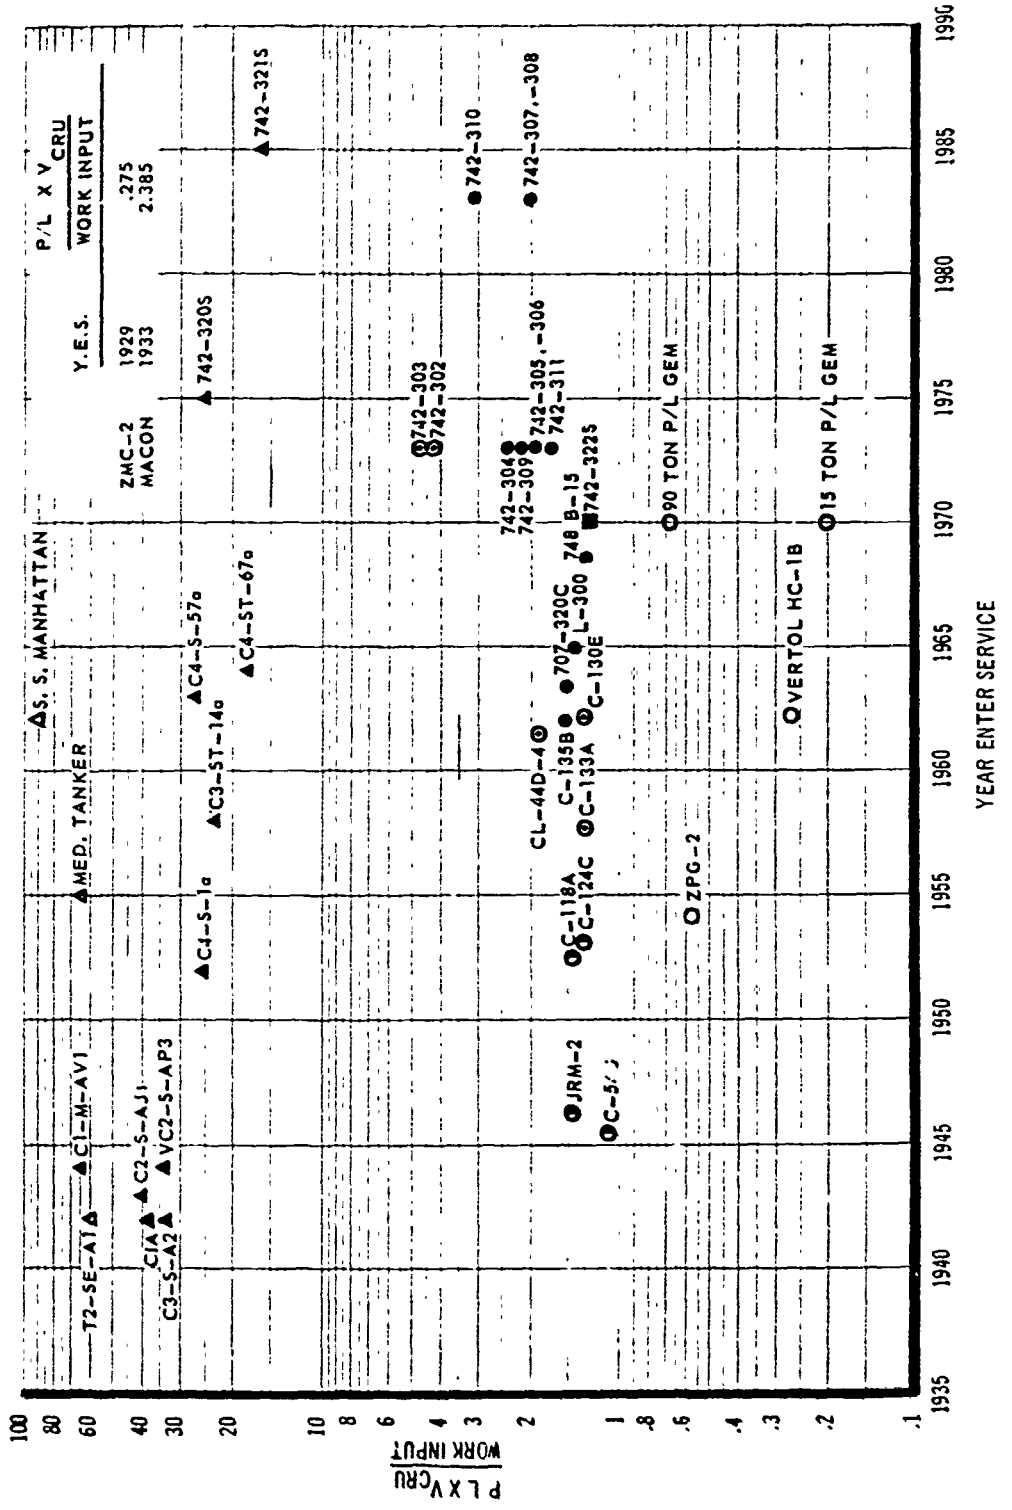 P/L X V CRU
WORK INPUT
Y.E.S.
ZMC-2 1929 .275
MACON 1933 2.385
S. S. MANHATTAN
MED. TANKER
C1-M-AV1
T2-SE-A1
C2-S-AJ1
C1A
VC2-S-AP3
C3-S-A2
C4-S-1a
C3-ST-14a
C4-S-57a
C4-ST-67a
742-320S
742-321S
742-303
742-302
742-310
742-307,-308
742-304
742-309
742-305,-306
742-311
742-322S
748 B-15
L-300
707-320C
C-130E
C-135B
CL-44D-4
C-133A
C-118A
C-124C
JRM-2
ZPG-2
90 TON P/L GEM
15 TON P/L GEM
VERTOL HC-1B
100
80
60
40
30
20
10
8
6
4
3
2
1
.8
.6
.4
.3
.2
.1
P L X V CRU
WORK INPUT
1935 1940 1945 1950 1955 1960 1965 1970 1975 1980 1985 1990
YEAR ENTER SERVICE